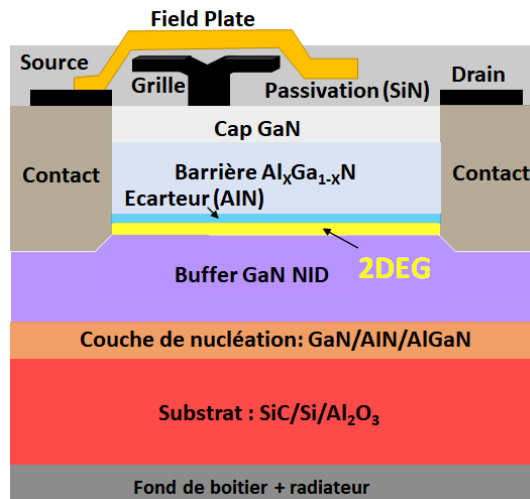 Field Plate
Source
Grille
Passivation (SiN)
Drain
Cap GaN
Contact
Barrière AlₓGa₁₋ₓN
Contact
Ecarteur (AlN)
2DEG
Buffer GaN NID
Couche de nucléation: GaN/AlN/AlGaN
Substrat : SiC/Si/Al₂O₃
Fond de boitier + radiateur